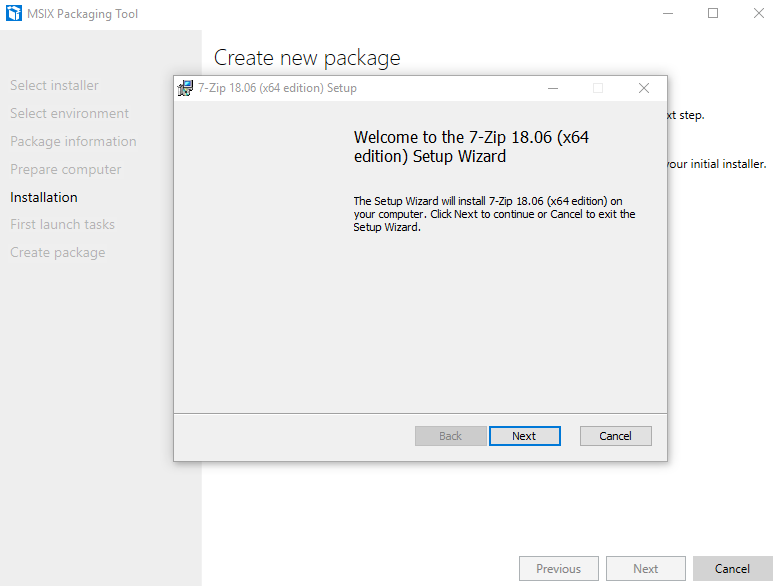 MSIX Packaging Tool
Create new package
Select installer
Select environment
Package information
Prepare computer
Installation
First launch tasks
Create package
7-Zip 18.06 (x64 edition) Setup
Welcome to the 7-Zip 18.06 (x64
edition) Setup Wizard
The Setup Wizard will install 7-Zip 18.06 (x64 edition) on
your computer. Click Next to continue or Cancel to exit the
Setup Wizard.
Back
Next
Cancel
step.
your initial installer.
Previous
Next
Cancel